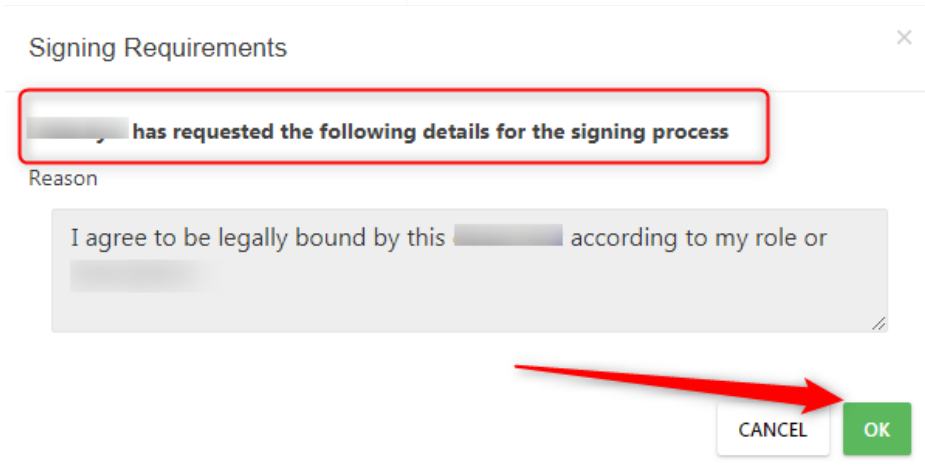 Signing Requirements
has requested the following details for the signing process
Reason
I agree to be legally bound by this according to my role or
CANCEL
OK